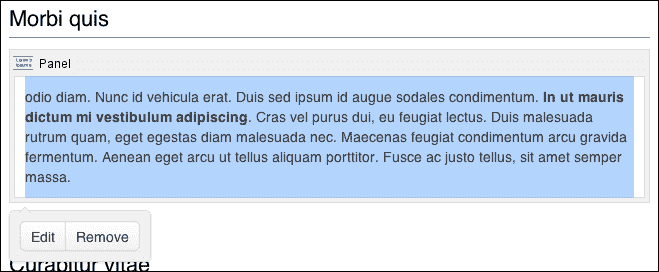 Morbi quis
Panel
odio diam. Nunc id vehicula erat. Duis sed ipsum id augue sodales condimentum. In ut mauris
dictum mi vestibulum adipiscing. Cras vel purus dui, eu feugiat lectus. Duis malesuada
rutrum quam, eget egestas diam malesuada nec. Maecenas feugiat condimentum arcu gravida
fermentum. Aenean eget arcu ut tellus aliquam porttitor. Fusce ac justo tellus, sit amet semper
massa.
Edit Remove
Curabitur vitae